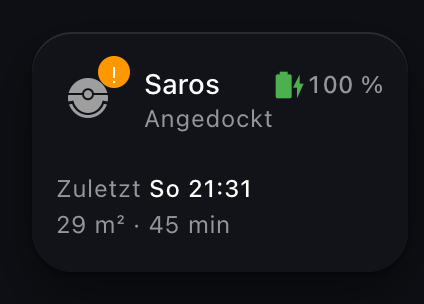 !
Saros 100 %
Angedockt
Zuletzt So 21:31
29 m² · 45 min